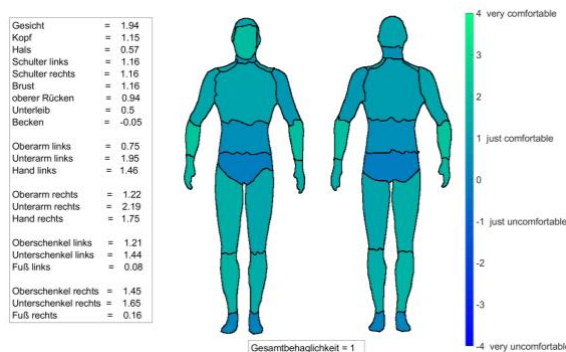 Gesicht = 1.94
Kopf = 1.15
Hals = 0.57
Schulter links = 1.16
Schulter rechts = 1.16
Brust = 1.16
oberer Rücken = 0.94
Unterleib = 0.5
Becken = -0.05
Oberarm links = 0.75
Unterarm links = 1.95
Hand links = 1.46
Oberarm rechts = 1.22
Unterarm rechts = 2.19
Hand rechts = 1.75
Oberschenkel links = 1.21
Unterschenkel links = 1.44
Fuß links = 0.08
Oberschenkel rechts = 1.45
Unterschenkel rechts = 1.65
Fuß rechts = 0.16
Gesamtbehaglichkeit = 1
4 very comfortable
3
2
1 just comfortable
0
-1 just uncomfortable
-2
-3
-4 very uncomfortable